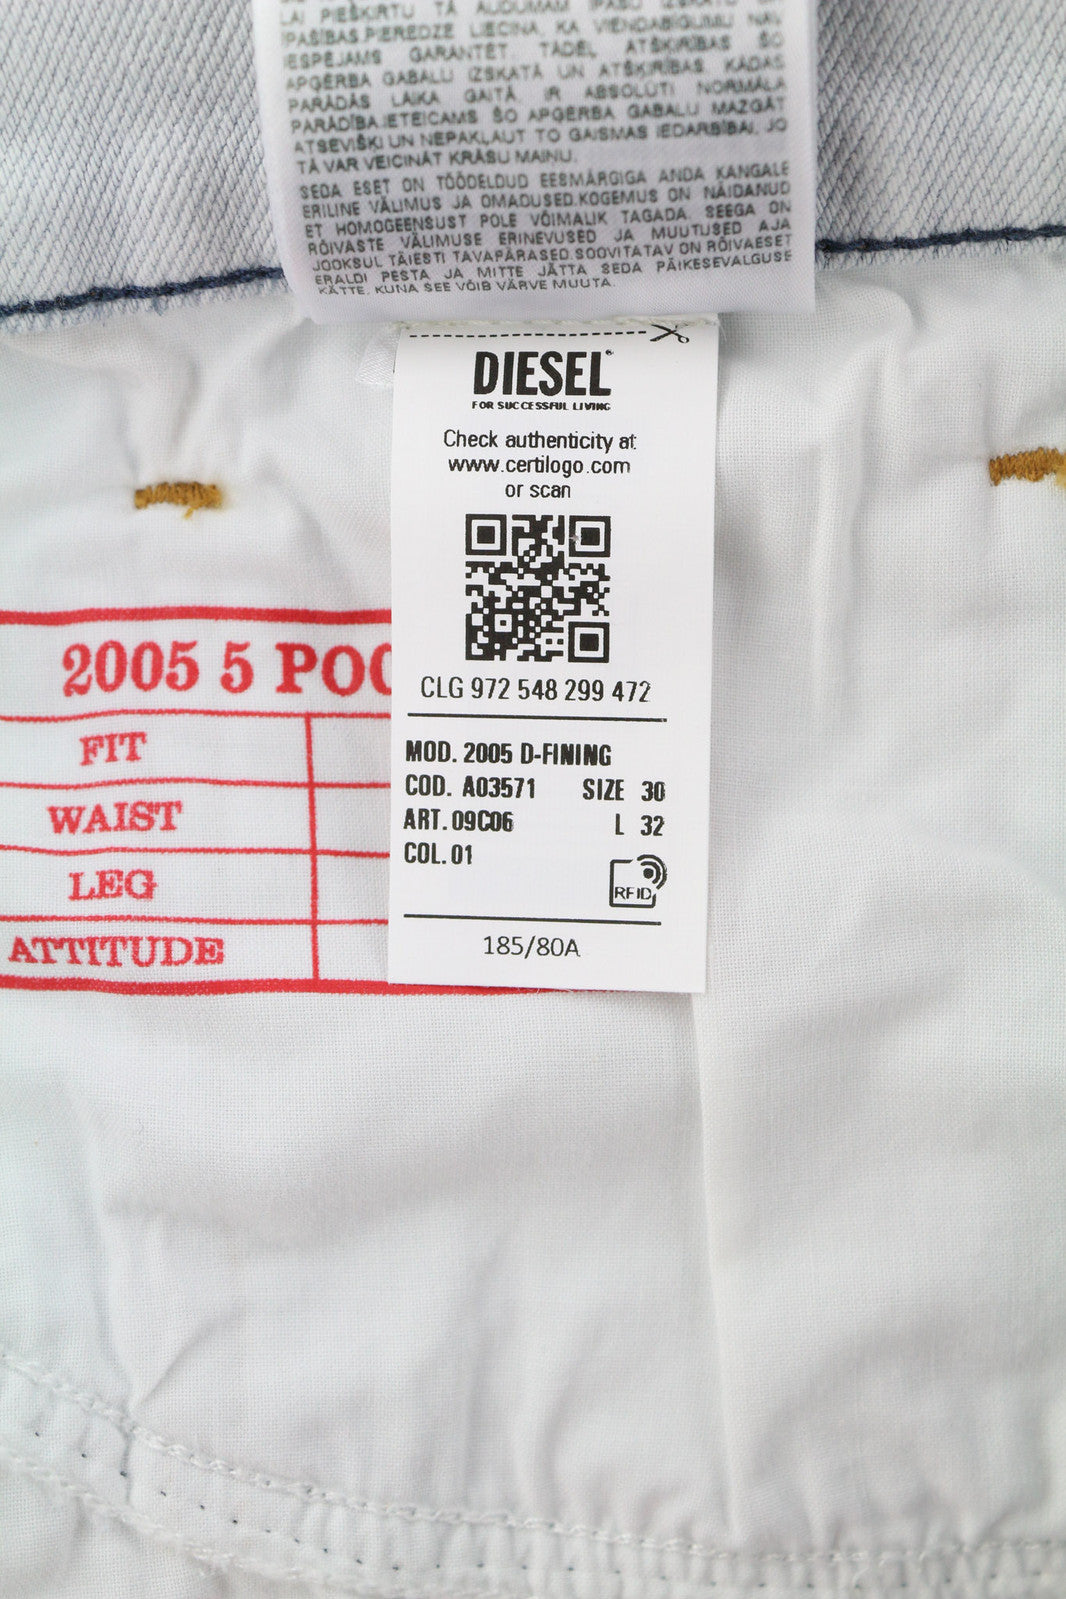 LAI PIEŠĶIRTU TĀ AUDUMAM ĪPAŠU IZSKATU UN
ĪPAŠĪBAS.PIEREDZE LIECINA, KA VIENDABĪGUMU NAV
IESPĒJAMS GARANTĒT. TĀDĒĻ ATŠĶIRĪBAS ŠO
APĢĒRBA GABALU IZSKATĀ UN ATŠĶIRĪBAS, KĀDAS
PARĀDĀS LAIKA GAITĀ, IR ABSOLŪTI NORMĀLA
PARĀDĪBA.IETEICAMS ŠO APĢĒRBA GABALU MAZGĀT
ATSEVIŠĶI UN NEPAKĻAUT TO GAISMAS IEDARBĪBAI, JO
TĀ VAR VEICINĀT KRĀSU MAIŅU.
SEDA ESET ON TÖÖDELDUD EESMÄRGIGA ANDA KANGALE
ERILINE VÄLIMUS JA OMADUSED.KOGEMUS ON NÄIDANUD
ET HOMOGEENSUST POLE VÕIMALIK TAGADA. SEEGA ON
RÕIVASTE VÄLIMUSE ERINEVUSED JA MUUTUSED AJA
JOOKSUL TÄIESTI TAVAPÄRASED.SOOVITATAV ON RÕIVAESET
ERALDI PESTA JA MITTE JÄTTA SEDA PÄIKESEVALGUSE
KÄTTE, KUNA SEE VÕIB VÄRVE MUUTA.
DIESEL®
FOR SUCCESSFUL LIVING
Check authenticity at:
www.certilogo.com
or scan
CLG 972 548 299 472
MOD. 2005 D-FINING
COD. A03571 SIZE 30
ART. 09C06 L 32
COL. 01
RFID
185/80A
2005 5 POC
FIT
WAIST
LEG
ATTITUDE